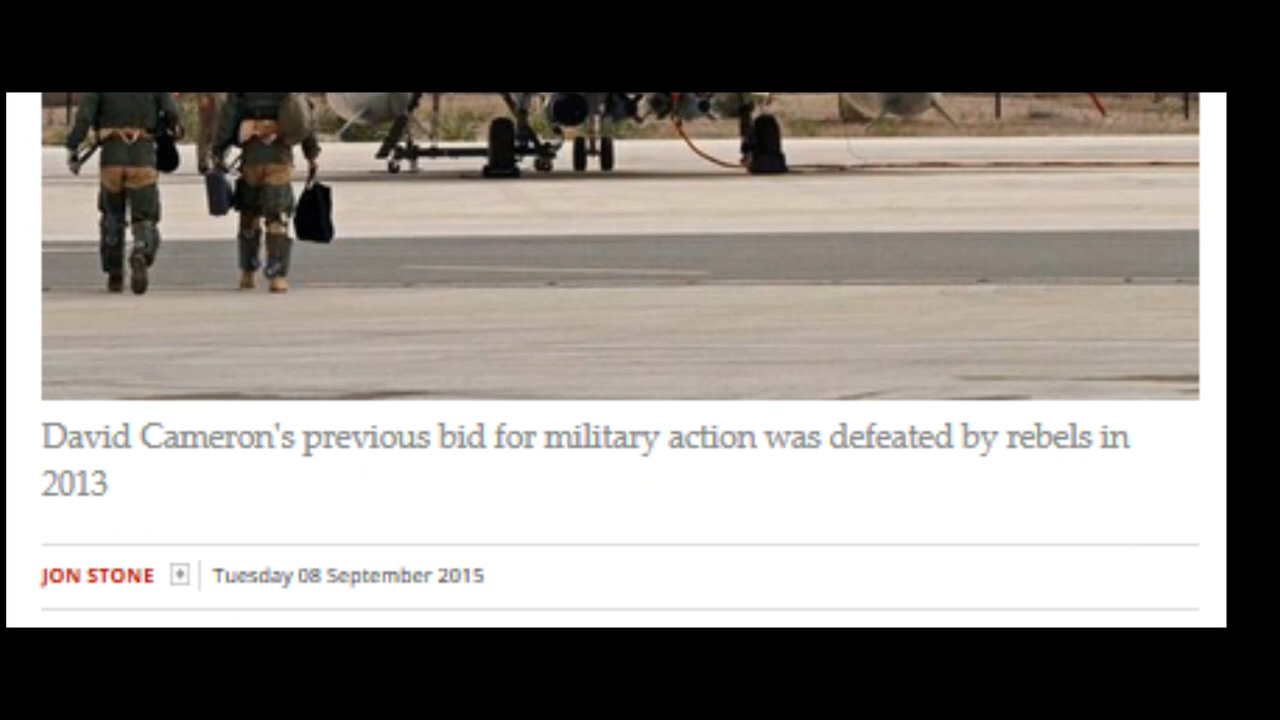 David Cameron's previous bid for military action was defeated by rebels in
2013
JON STONE + Tuesday 08 September 2015